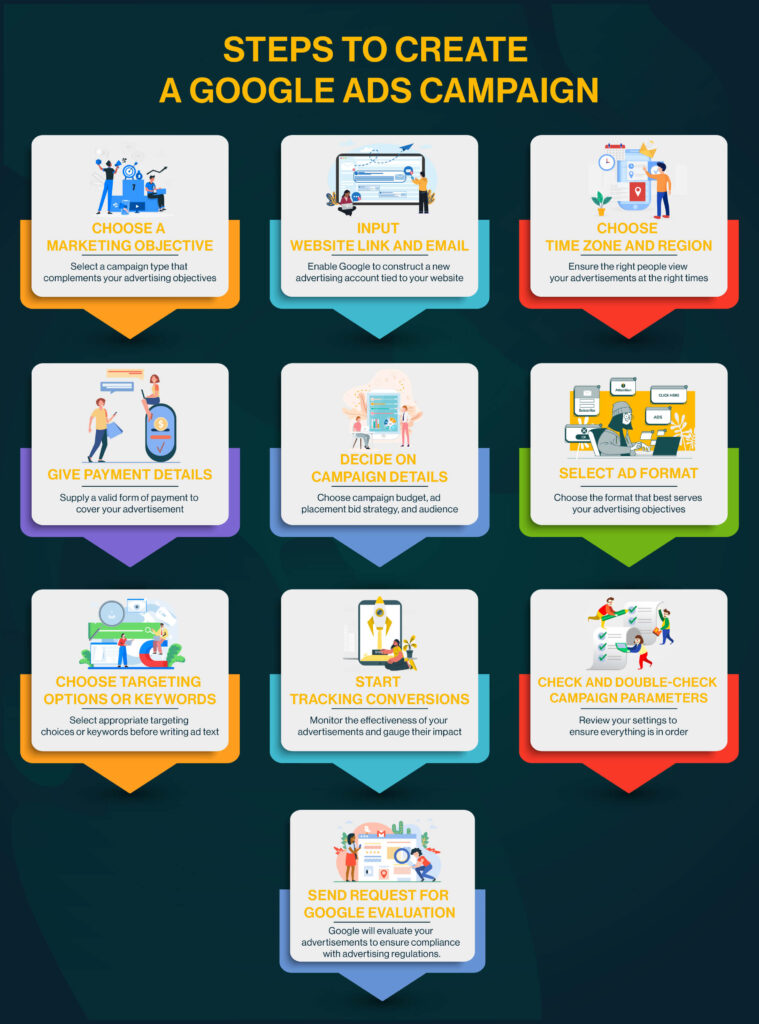 STEPS TO CREATE
A GOOGLE ADS CAMPAIGN
CHOOSE A
MARKETING OBJECTIVE
Select a campaign type that
complements your advertising objectives
INPUT
WEBSITE LINK AND EMAIL
Enable Google to construct a new
advertising account tied to your website
CHOOSE
TIME ZONE AND REGION
Ensure the right people view
your advertisements at the right times
GIVE PAYMENT DETAILS
Supply a valid form of payment to
cover your advertisement
DECIDE ON
CAMPAIGN DETAILS
Choose campaign budget, ad
placement bid strategy, and audience
CLICK HERE
ADS
SELECT AD FORMAT
Choose the format that best serves
your advertising objectives
CHOOSE TARGETING
OPTIONS OR KEYWORDS
Select appropriate targeting
choices or keywords before writing ad text
START
TRACKING CONVERSIONS
Monitor the effectiveness of your
advertisements and gauge their impact
CHECK AND DOUBLE-CHECK
CAMPAIGN PARAMETERS
Review your settings to
ensure everything is in order
SEND REQUEST FOR
GOOGLE EVALUATION
Google will evaluate your
advertisements to ensure compliance
with advertising regulations.